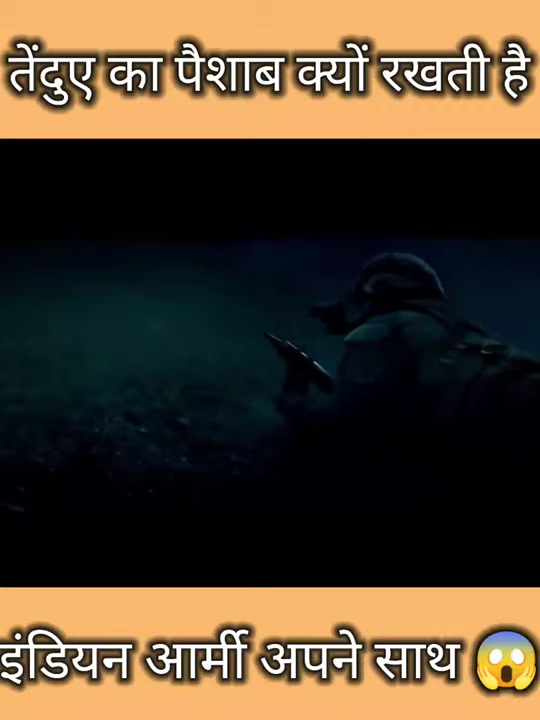 तेंदुए का पैशाब क्यों रखती है
इंडियन आर्मी अपने साथ 😱